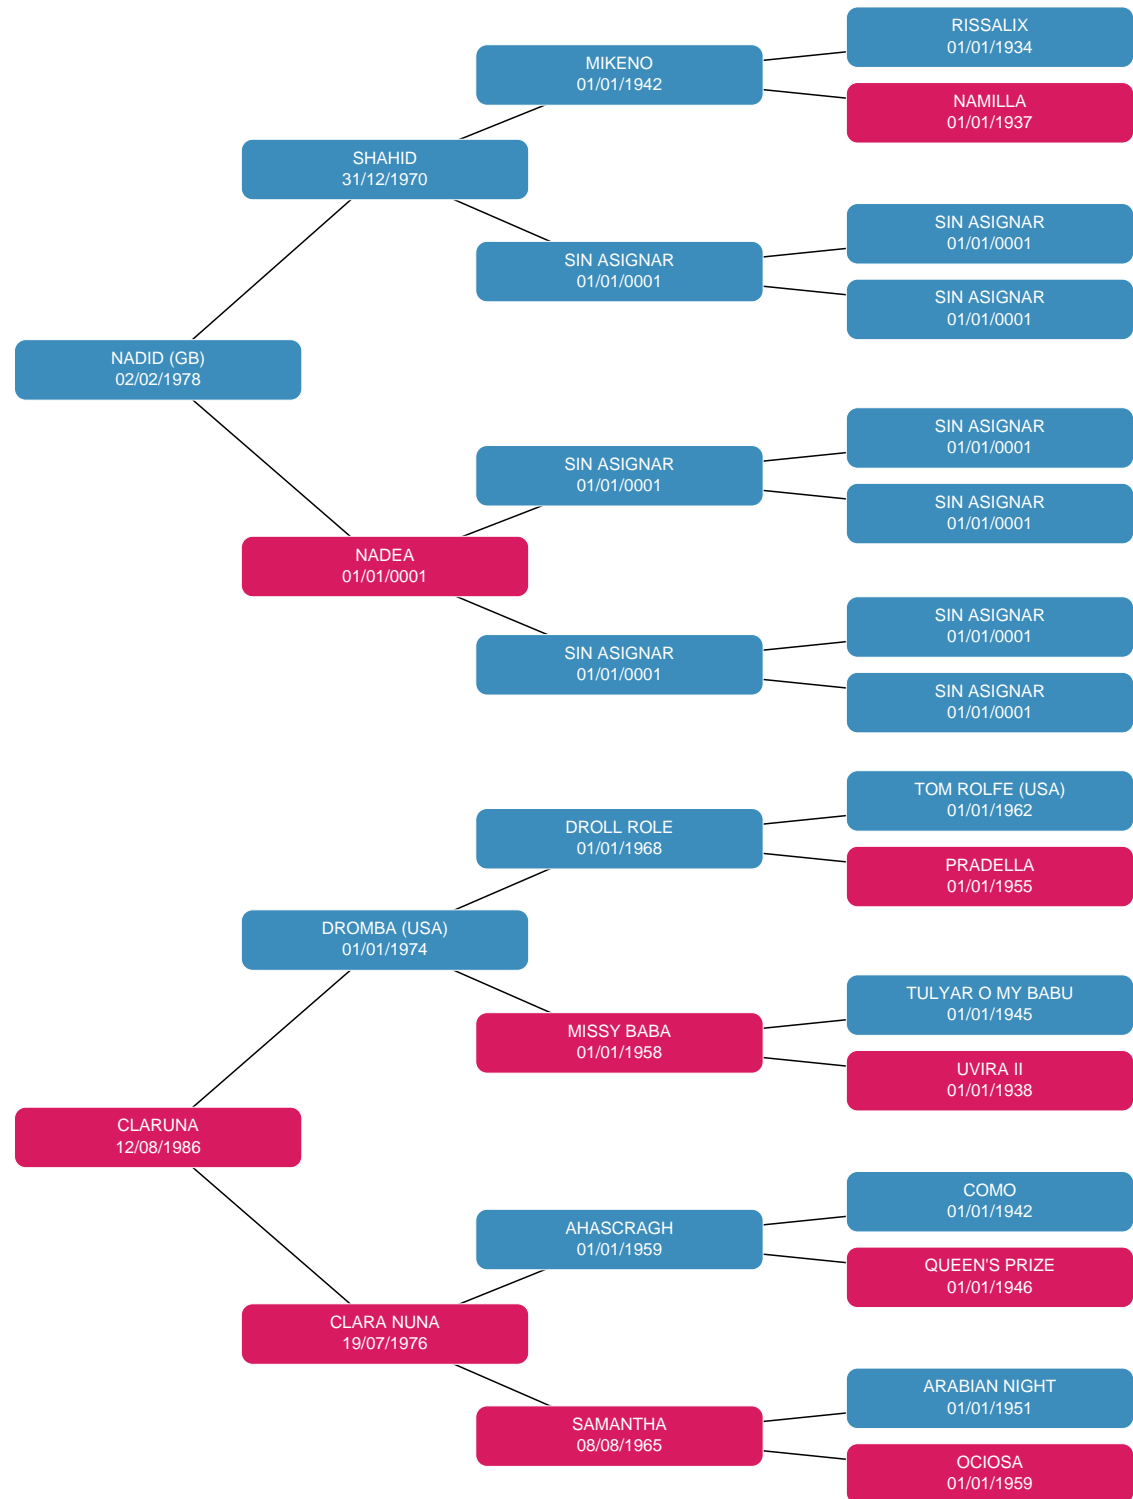 RISSALIX
01/01/1934
MIKENO
01/01/1942
NAMILLA
01/01/1937
SHAHID
31/12/1970
SIN ASIGNAR
01/01/0001
SIN ASIGNAR
01/01/0001
SIN ASIGNAR
01/01/0001
NADID (GB)
02/02/1978
SIN ASIGNAR
01/01/0001
SIN ASIGNAR
01/01/0001
SIN ASIGNAR
01/01/0001
NADEA
01/01/0001
SIN ASIGNAR
01/01/0001
SIN ASIGNAR
01/01/0001
SIN ASIGNAR
01/01/0001
TOM ROLFE (USA)
01/01/1962
DROLL ROLE
01/01/1968
PRADELLA
01/01/1955
DROMBA (USA)
01/01/1974
TULYAR O MY BABU
01/01/1945
MISSY BABA
01/01/1958
UVIRA II
01/01/1938
CLARUNA
12/08/1986
COMO
01/01/1942
AHASCRAGH
01/01/1959
QUEEN'S PRIZE
01/01/1946
CLARA NUNA
19/07/1976
ARABIAN NIGHT
01/01/1951
SAMANTHA
08/08/1965
OCIOSA
01/01/1959